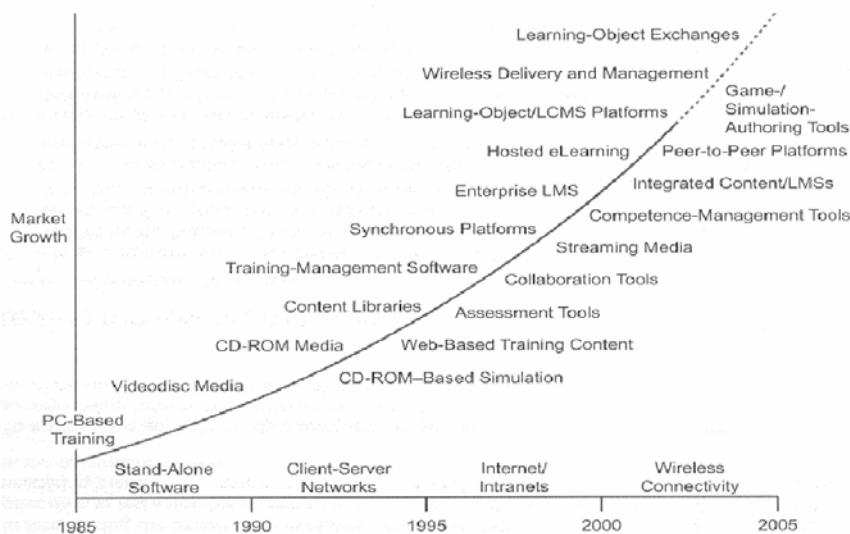 Learning-Object Exchanges
Wireless Delivery and Management
Game-/
Simulation-
Authoring Tools
Learning-Object/LCMS Platforms
Hosted eLearning
Peer-to-Peer Platforms
Enterprise LMS
Integrated Content/LMSs
Market
Growth
Synchronous Platforms
Competence-Management Tools
Streaming Media
Training-Management Software
Collaboration Tools
Content Libraries
Assessment Tools
CD-ROM Media
Web-Based Training Content
Videodisc Media
CD-ROM–Based Simulation
PC-Based
Training
Stand-Alone
Software
Client-Server
Networks
Internet/
Intranets
Wireless
Connectivity
1985
1990
1995
2000
2005